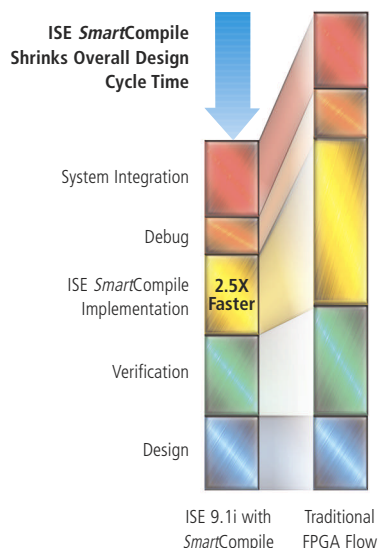 ISE SmartCompile
Shrinks Overall Design
Cycle Time
System Integration
Debug
ISE SmartCompile
Implementation
2.5X
Faster
Verification
Design
ISE 9.1i with
SmartCompile
Traditional
FPGA Flow